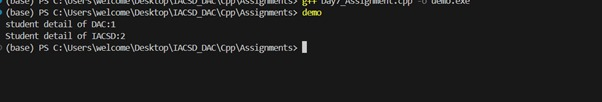 (base) PS C:\Users\welcome\Desktop\IACSD_DAC\Cpp\Assignments> g++ Day7_Assignment.cpp -o demo.exe
(base) PS C:\Users\welcome\Desktop\IACSD_DAC\Cpp\Assignments> demo
student detail of DAC:1
Student detail of IACSD:2
(base) PS C:\Users\welcome\Desktop\IACSD_DAC\Cpp\Assignments>